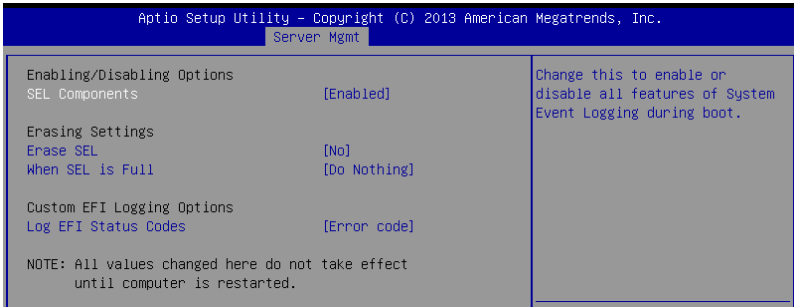 Aptio Setup Utility – Copyright (C) 2013 American Megatrends, Inc.
Server Mgmt
Enabling/Disabling Options
SEL Components [Enabled]
Erasing Settings
Erase SEL [No]
When SEL is Full [Do Nothing]
Custom EFI Logging Options
Log EFI Status Codes [Error code]
NOTE: All values changed here do not take effect
until computer is restarted.
Change this to enable or
disable all features of System
Event Logging during boot.